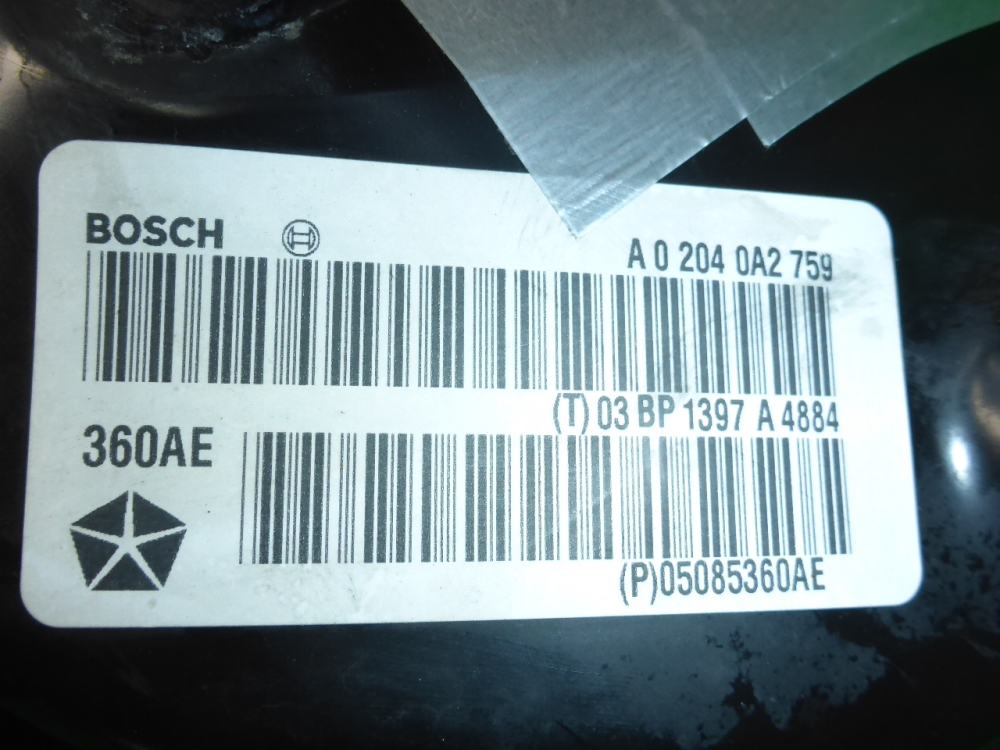 BOSCH
A 0 204 0A2 759
(T) 03 BP 1397 A 4884
360AE
(P)05085360AE